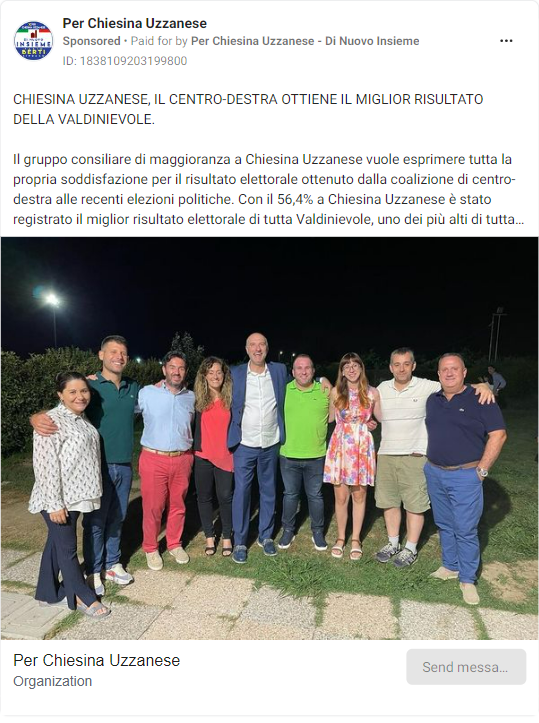 Per Chiesina Uzzanese
Sponsored • Paid for by Per Chiesina Uzzanese - Di Nuovo Insieme
ID: 1838109203199800
DI NUOVO
INSIEME
BERTI
CHIESINA UZZANESE, IL CENTRO-DESTRA OTTIENE IL MIGLIOR RISULTATO
DELLA VALDINIEVOLE.
Il gruppo consiliare di maggioranza a Chiesina Uzzanese vuole esprimere tutta la
propria soddisfazione per il risultato elettorale ottenuto dalla coalizione di centro-
destra alle recenti elezioni politiche. Con il 56,4% a Chiesina Uzzanese è stato
registrato il miglior risultato elettorale di tutta Valdinievole, uno dei più alti di tutta...
Per Chiesina Uzzanese
Organization
Send messa...